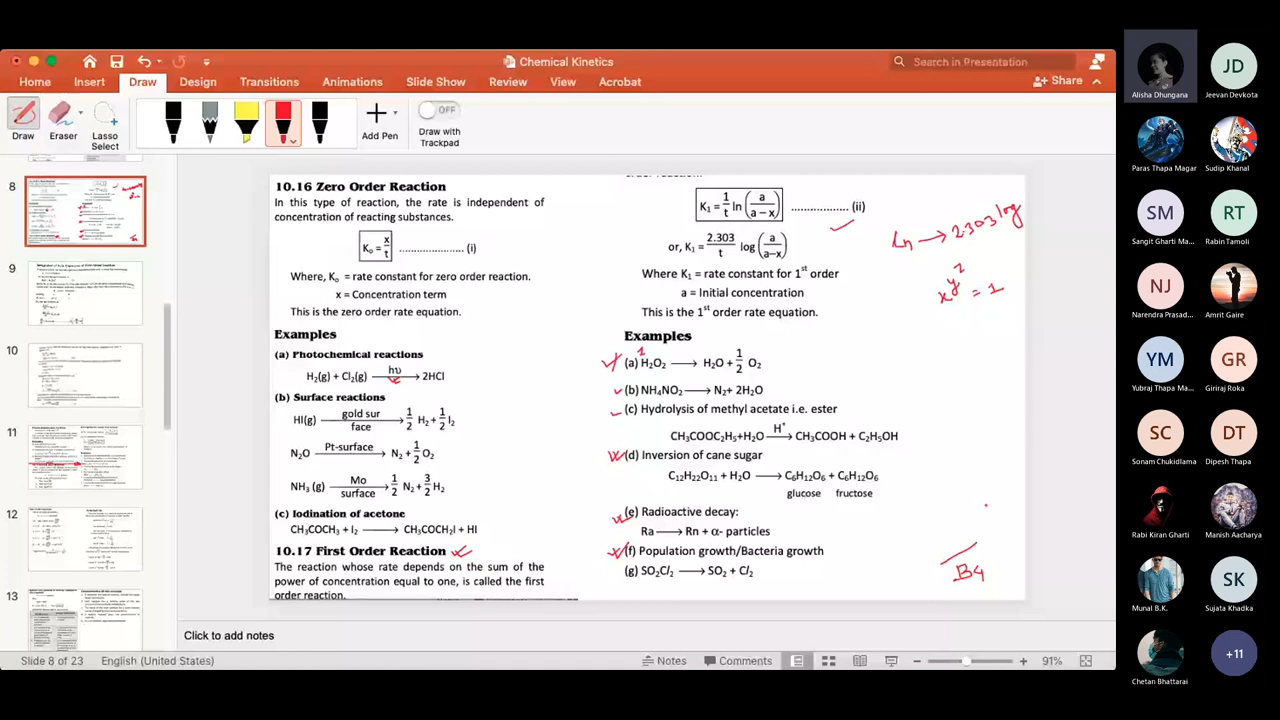 Chemical Kinetics
Search in Presentation
Home Insert Draw Design Transitions Animations Slide Show Review View Acrobat
Share
Draw
Eraser
Lasso
Select
Add Pen
OFF
Draw with
Trackpad
8
9
10
11
12
13
10.16 Zero Order Reaction
In this type of reaction, the rate is independent of
concentration of reacting substances.
K₀ = x/t ...................... (i)
Where K₀ = rate constant for zero order reaction.
x = Concentration term
This is the zero order rate equation.
Examples
(a) Photochemical reactions
H₂(g) + Cl₂(g) hυ ⟶ 2HCl
(b) Surface reactions
HI(g) gold sur face ⟶ 1/2 H₂ + 1/2 I₂
Pt-surface ⟶ + 1/2 O₂
surface ⟶ 1/2 N₂ + 3/2 H₂
(c) Iodination of acetone
CH₃COCH₃ + I₂ ⟶ CH₃COCH₂I + HI
10.17 First Order Reaction
The reaction whose rate depends on the sum of the
power of concentration equal to one, is called the first
order reaction.
order reaction.
K₁ = 1/t ln (a/a−x) ...................... (ii)
or, K₁ = 2.303/t log (a/a−x)
Where K₁ = rate constant for 1st order
a = Initial concentration
This is the 1st order rate equation.
Examples
1
(a) H₂O₂ ⟶ H₂O + 1/2 O₂
(b) NH₄NO₂ ⟶ N₂ + 2H₂O
(c) Hydrolysis of methyl acetate i.e. ester
H⁺
CH₃COOH + C₂H₅OH
(d) Inversion of cane sugar
C₁₂H₂₂O₁₁ + ⟶ C₆H₁₂O₆ + C₆H₁₂O₆
glucose fructose
(e) Radioactive decay
Ra ⟶ Rn + α- particle
(f) Population growth/bacteria growth
(g) SO₂Cl₂ ⟶ SO₂ + Cl₂
Ln → 2.303 log
x y² = 1
Click to add notes
Slide 8 of 23 English (United States) Notes Comments 91%
Alisha Dhungana
JD
Jeevan Devkota
Paras Thapa Magar
Sudip Khanal
SM
Sangit Gharti M...
RT
Rabin Tamoli
NJ
Narendra Prasad...
Amrit Gaire
YM
Yubraj Thapa Ma...
GR
Giriraj Roka
SC
Sonam Chukidlama
DT
Dipesh Thapa
Rabi Kiran Gharti
Manish Aacharya
Munal B.K.
SK
Sujata Khadka
Chetan Bhattarai
+11